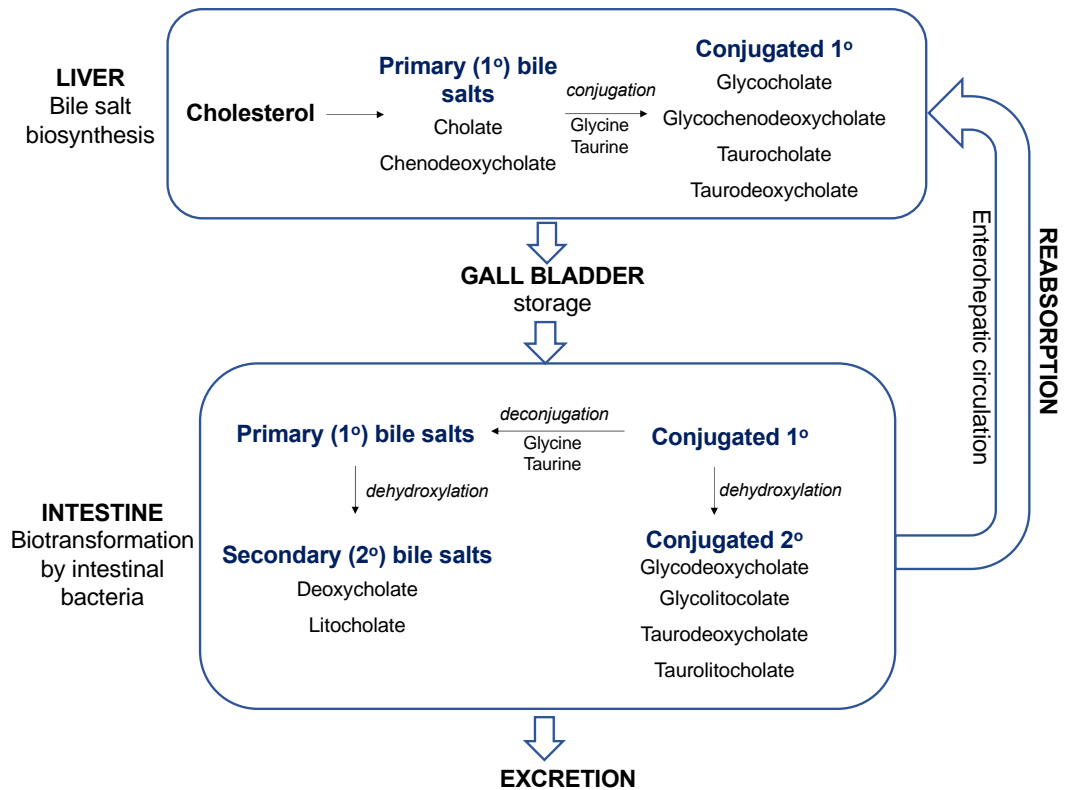 LIVER
Bile salt
biosynthesis
Cholesterol
Primary (1º) bile
salts
Cholate
Chenodeoxycholate
conjugation
Glycine
Taurine
Conjugated 1º
Glycocholate
Glycochenodeoxycholate
Taurocholate
Taurodeoxycholate
GALL BLADDER
storage
REABSORPTION
Enterohepatic circulation
INTESTINE
Biotransformation
by intestinal
bacteria
Primary (1º) bile salts
deconjugation
Glycine
Taurine
Conjugated 1º
dehydroxylation
dehydroxylation
Secondary (2º) bile salts
Deoxycholate
Litocholate
Conjugated 2º
Glycodeoxycholate
Glycolitocolate
Taurodeoxycholate
Taurolitocholate
EXCRETION